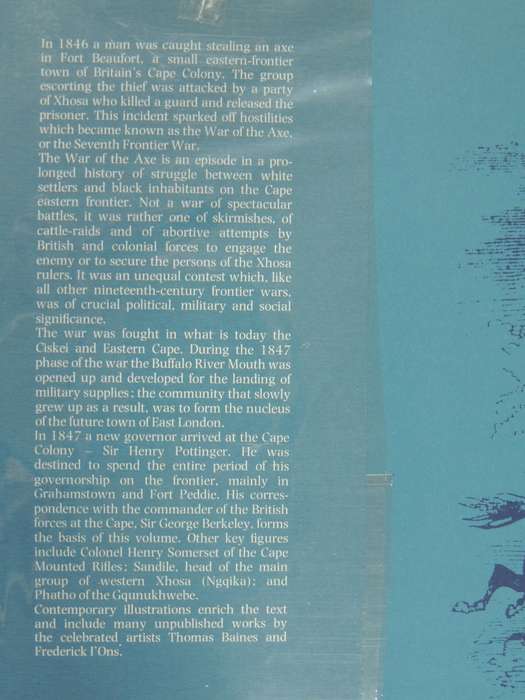 In 1846 a man was caught stealing an axe
in Fort Beaufort, a small eastern-frontier
town of Britain's Cape Colony. The group
escorting the thief was attacked by a party
of Xhosa who killed a guard and released the
prisoner. This incident sparked off hostilities
which became known as the War of the Axe,
or the Seventh Frontier War.
The War of the Axe is an episode in a pro-
longed history of struggle between white
settlers and black inhabitants on the Cape
eastern frontier. Not a war of spectacular
battles, it was rather one of skirmishes, of
cattle-raids and of abortive attempts by
British and colonial forces to engage the
enemy or to secure the persons of the Xhosa
rulers. It was an unequal contest which, like
all other nineteenth-century frontier wars,
was of crucial political, military and social
significance.
The war was fought in what is today the
Ciskei and Eastern Cape. During the 1847
phase of the war the Buffalo River Mouth was
opened up and developed for the landing of
military supplies; the community that slowly
grew up as a result, was to form the nucleus
of the future town of East London.
In 1847 a new governor arrived at the Cape
Colony – Sir Henry Pottinger. He was
destined to spend the entire period of his
governorship on the frontier, mainly in
Grahamstown and Fort Peddie. His corres-
pondence with the commander of the British
forces at the Cape, Sir George Berkeley, forms
the basis of this volume. Other key figures
include Colonel Henry Somerset of the Cape
Mounted Rifles; Sandile, head of the main
group of western Xhosa (Ngqika); and
Phatho of the Gqunukhwebe.
Contemporary illustrations enrich the text
and include many unpublished works by
the celebrated artists Thomas Baines and
Frederick I'Ons.